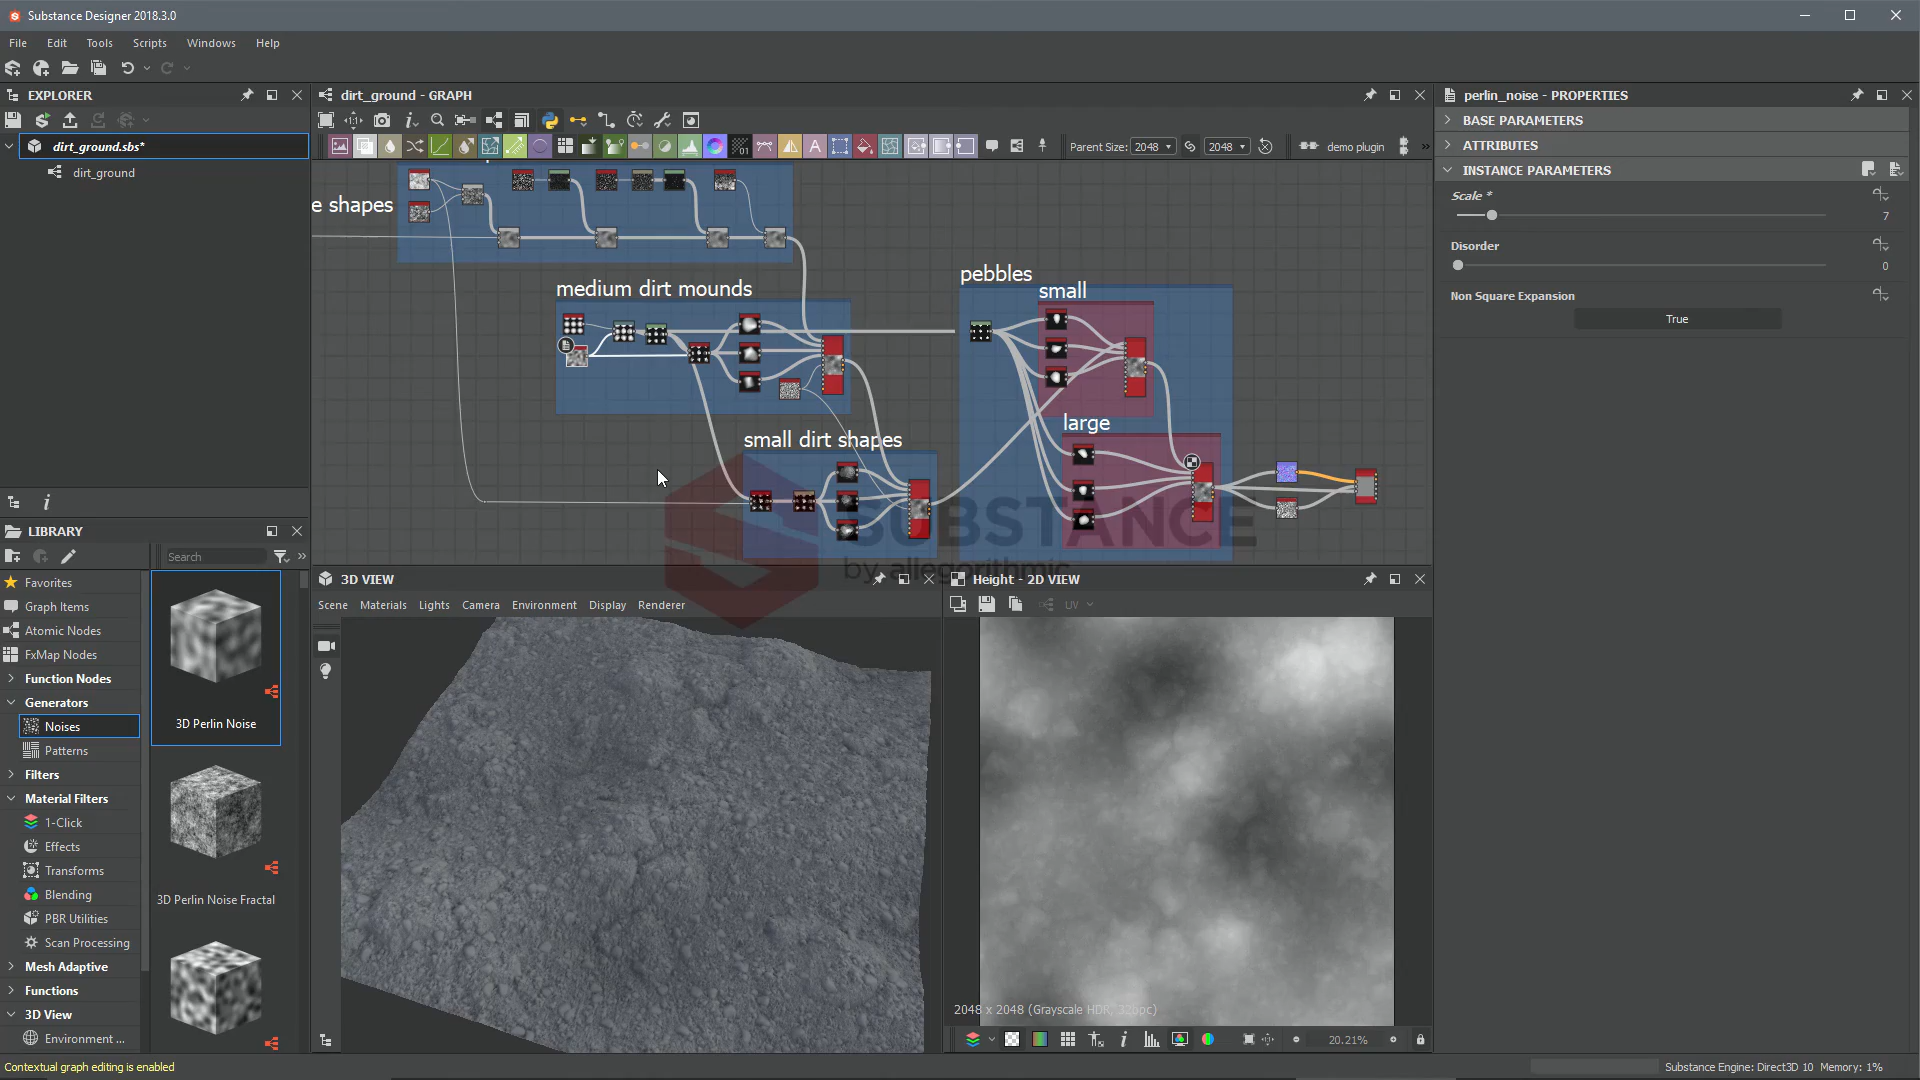 Substance Designer 2018.3.0
File Edit Tools Scripts Windows Help
EXPLORER
dirt_ground.sbs*
dirt_ground
dirt_ground - GRAPH
01
A
Parent Size: 2048 2048 demo plugin
e shapes
medium dirt mounds
small dirt shapes
pebbles
small
large
SUBSTANCE
by allegorithmic
perlin_noise - PROPERTIES
BASE PARAMETERS
ATTRIBUTES
INSTANCE PARAMETERS
Scale *
7
Disorder
0
Non Square Expansion
True
LIBRARY
Search
Favorites
Graph Items
Atomic Nodes
FxMap Nodes
Function Nodes
Generators
Noises
Patterns
Filters
Material Filters
1-Click
Effects
Transforms
Blending
PBR Utilities
Scan Processing
Mesh Adaptive
Functions
3D View
Environment ...
3D Perlin Noise
3D Perlin Noise Fractal
3D VIEW
Scene Materials Lights Camera Environment Display Renderer
Height - 2D VIEW
UV
2048 x 2048 (Grayscale HDR, 32bpc)
20.21%
Contextual graph editing is enabled
Substance Engine: Direct3D 10 Memory: 1%